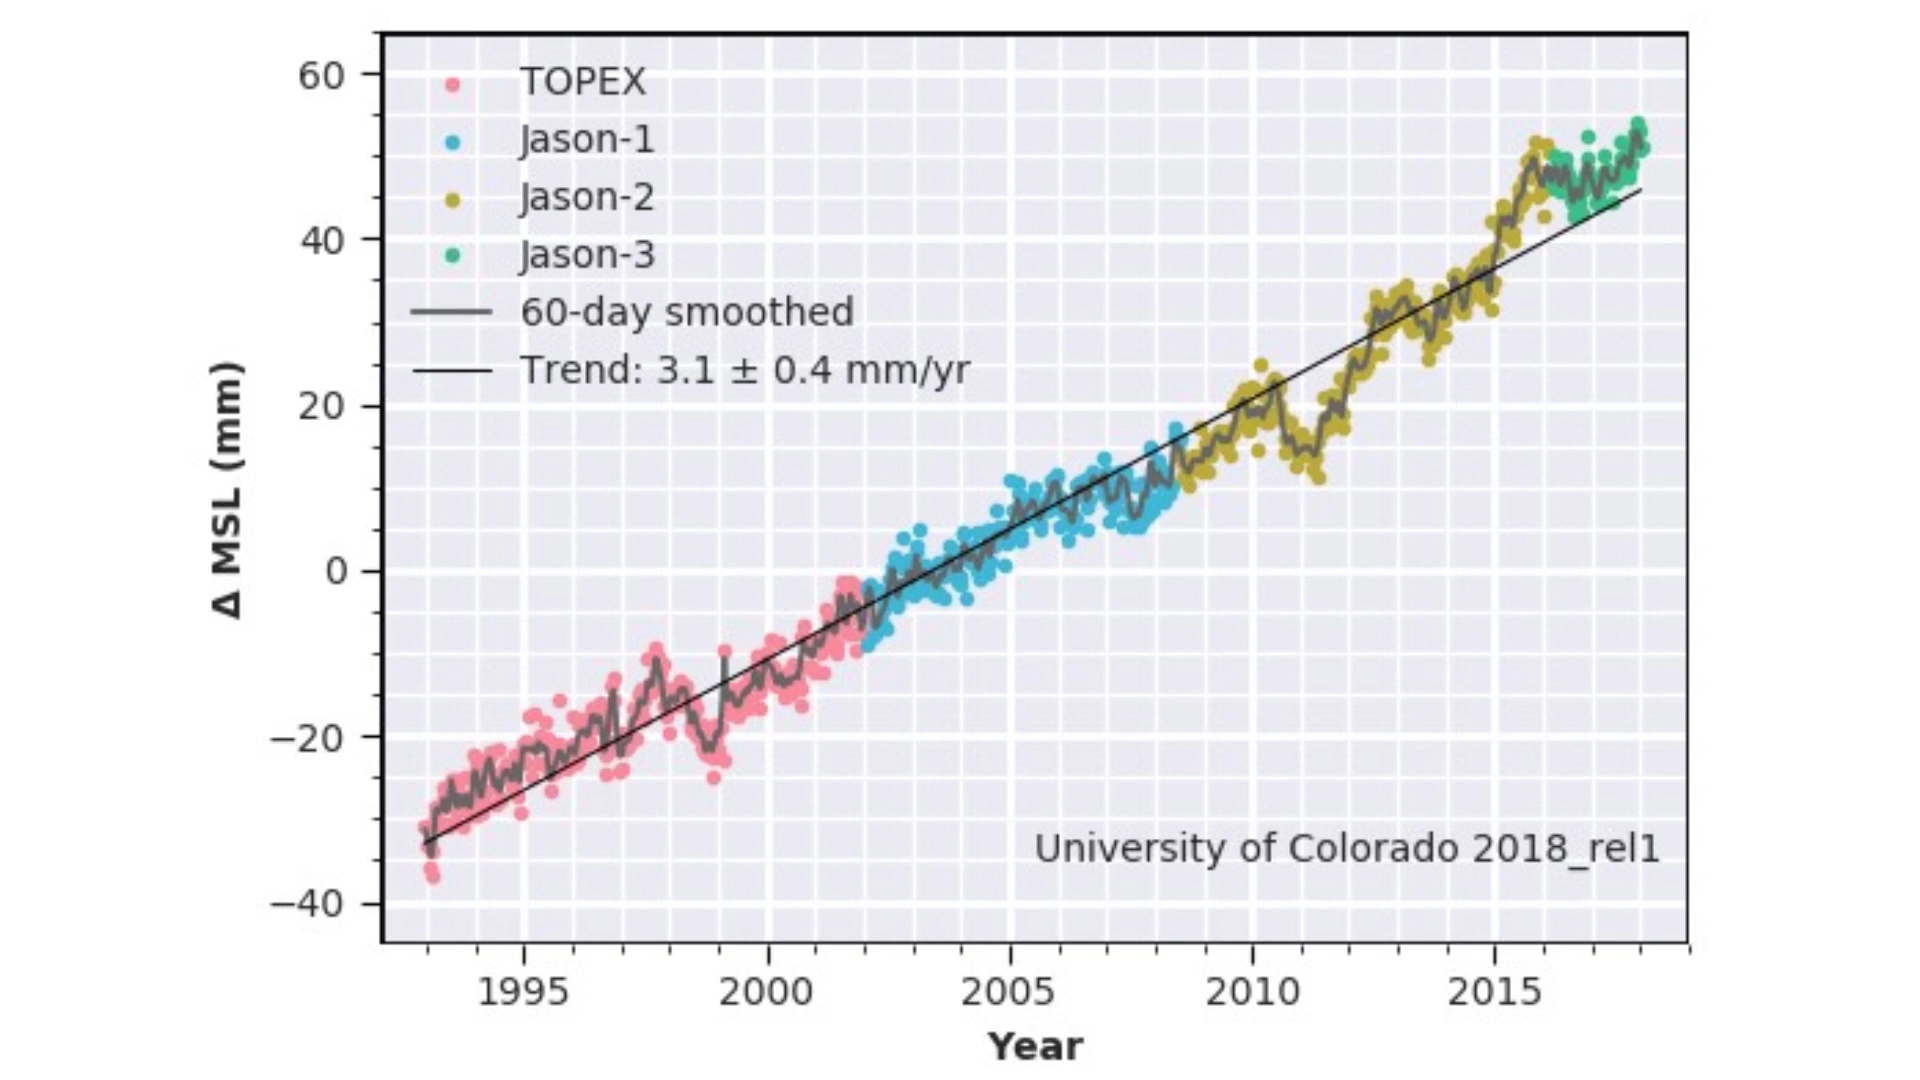 60
40
20
0
−20
−40
Δ MSL (mm)
TOPEX
Jason-1
Jason-2
Jason-3
60-day smoothed
Trend: 3.1 ± 0.4 mm/yr
University of Colorado 2018_rel1
1995 2000 2005 2010 2015
Year